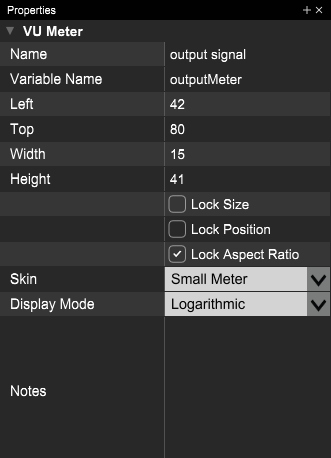 Properties
VU Meter
Name output signal
Variable Name outputMeter
Left 42
Top 80
Width 15
Height 41
Lock Size
Lock Position
Lock Aspect Ratio
Skin Small Meter
Display Mode Logarithmic
Notes